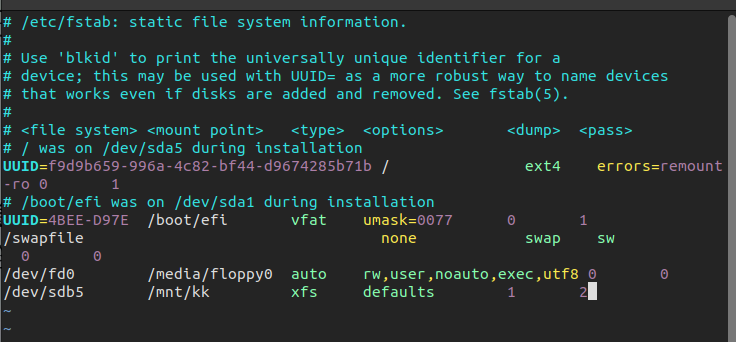 # /etc/fstab: static file system information.
#
# Use 'blkid' to print the universally unique identifier for a
# device; this may be used with UUID= as a more robust way to name devices
# that works even if disks are added and removed. See fstab(5).
#
# <file system> <mount point>   <type>  <options>       <dump>  <pass>
# / was on /dev/sda5 during installation
UUID=f9d9b659-996a-4c82-bf44-d9674285b71b /               ext4    errors=remount
-ro 0       1
# /boot/efi was on /dev/sda1 during installation
UUID=4BEE-D97E  /boot/efi       vfat    umask=0077      0       1
/swapfile                                 none            swap    sw
  0       0
/dev/fd0        /media/floppy0  auto    rw,user,noauto,exec,utf8 0       0
/dev/sdb5       /mnt/kk         xfs     defaults        1       2
~
~